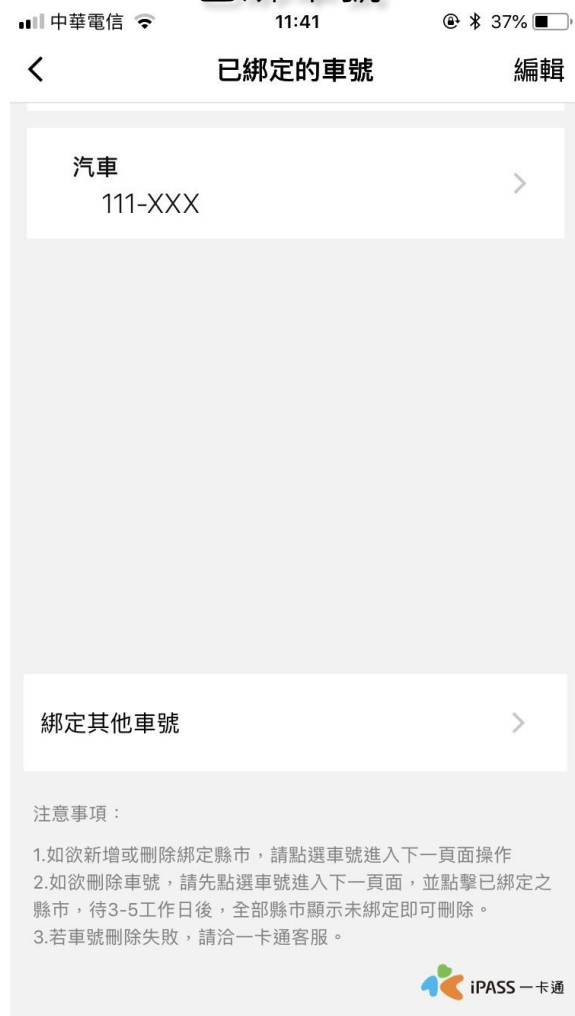 中華電信 11:41 37%
已綁定的車號 編輯
汽車
111-XXX
綁定其他車號
注意事項：
1.如欲新增或刪除綁定縣市，請點選車號進入下一頁面操作
2.如欲刪除車號，請先點選車號進入下一頁面，並點擊已綁定之
縣市，待3-5工作日後，全部縣市顯示未綁定即可刪除。
3.若車號刪除失敗，請洽一卡通客服。
iPASS 一卡通